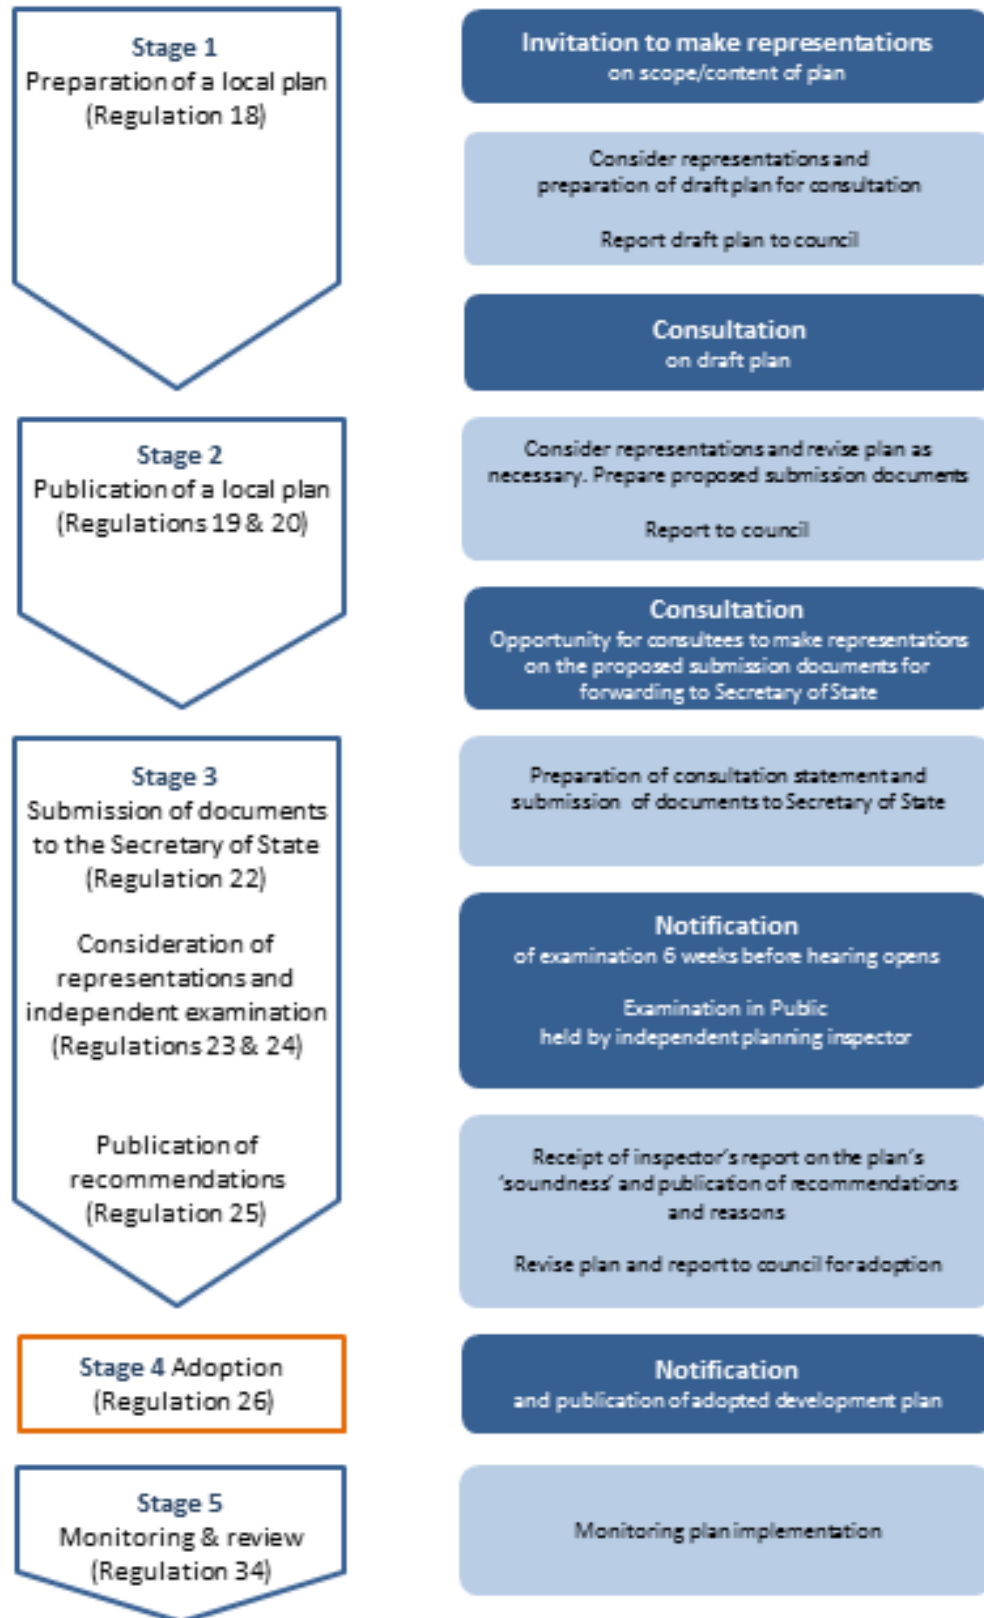 Stage 1
Preparation of a local plan
(Regulation 18)
Invitation to make representations
on scope/content of plan
Consider representations and
preparation of draft plan for consultation
Report draft plan to council
Consultation
on draft plan
Stage 2
Publication of a local plan
(Regulations 19 & 20)
Consider representations and revise plan as
necessary. Prepare proposed submission documents
Report to council
Consultation
Opportunity for consultees to make representations
on the proposed submission documents for
forwarding to Secretary of State
Stage 3
Submission of documents
to the Secretary of State
(Regulation 22)
Consideration of
representations and
independent examination
(Regulations 23 & 24)
Publication of
recommendations
(Regulation 25)
Preparation of consultation statement and
submission of documents to Secretary of State
Notification
of examination 6 weeks before hearing opens
Examination in Public
held by independent planning inspector
Receipt of inspector's report on the plan's
'soundness' and publication of recommendations
and reasons
Revise plan and report to council for adoption
Stage 4 Adoption
(Regulation 26)
Notification
and publication of adopted development plan
Stage 5
Monitoring & review
(Regulation 34)
Monitoring plan implementation